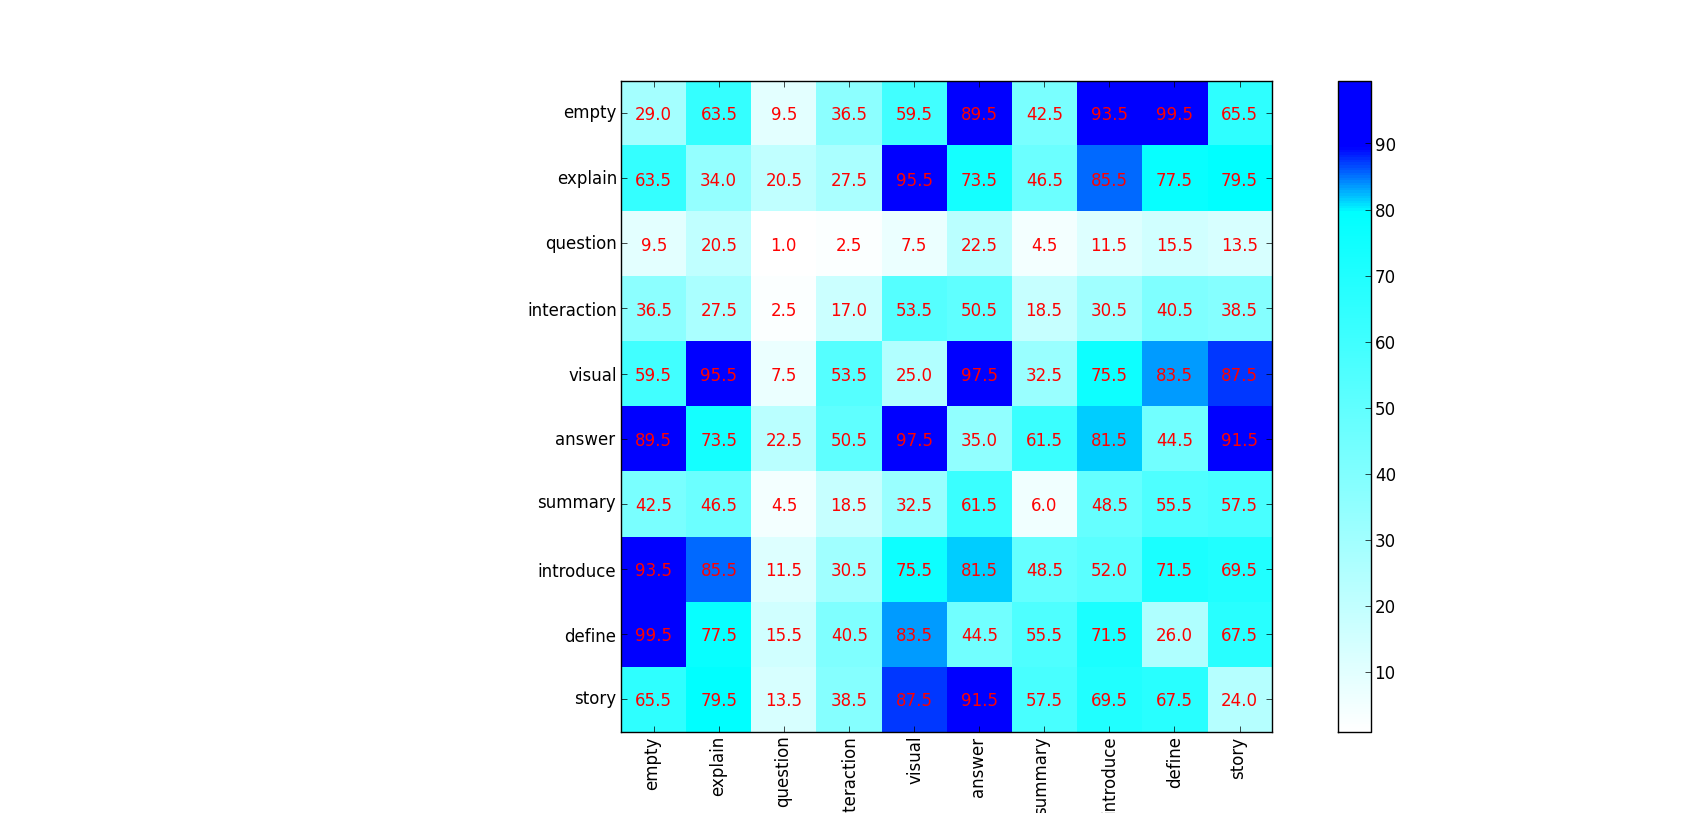 empty 29.0 63.5 9.5 36.5 59.5 89.5 42.5 93.5 99.5 65.5
explain 63.5 34.0 20.5 27.5 95.5 73.5 46.5 85.5 77.5 79.5
question 9.5 20.5 1.0 2.5 7.5 22.5 4.5 11.5 15.5 13.5
interaction 36.5 27.5 2.5 17.0 53.5 50.5 18.5 30.5 40.5 38.5
visual 59.5 95.5 7.5 53.5 25.0 97.5 32.5 75.5 83.5 87.5
answer 89.5 73.5 22.5 50.5 97.5 35.0 61.5 81.5 44.5 91.5
summary 42.5 46.5 4.5 18.5 32.5 61.5 6.0 48.5 55.5 57.5
introduce 93.5 85.5 11.5 30.5 75.5 81.5 48.5 52.0 71.5 69.5
define 99.5 77.5 15.5 40.5 83.5 44.5 55.5 71.5 26.0 67.5
story 65.5 79.5 13.5 38.5 87.5 91.5 57.5 69.5 67.5 24.0
empty
explain
question
teraction
visual
answer
summary
introduce
define
story
90
80
70
60
50
40
30
20
10